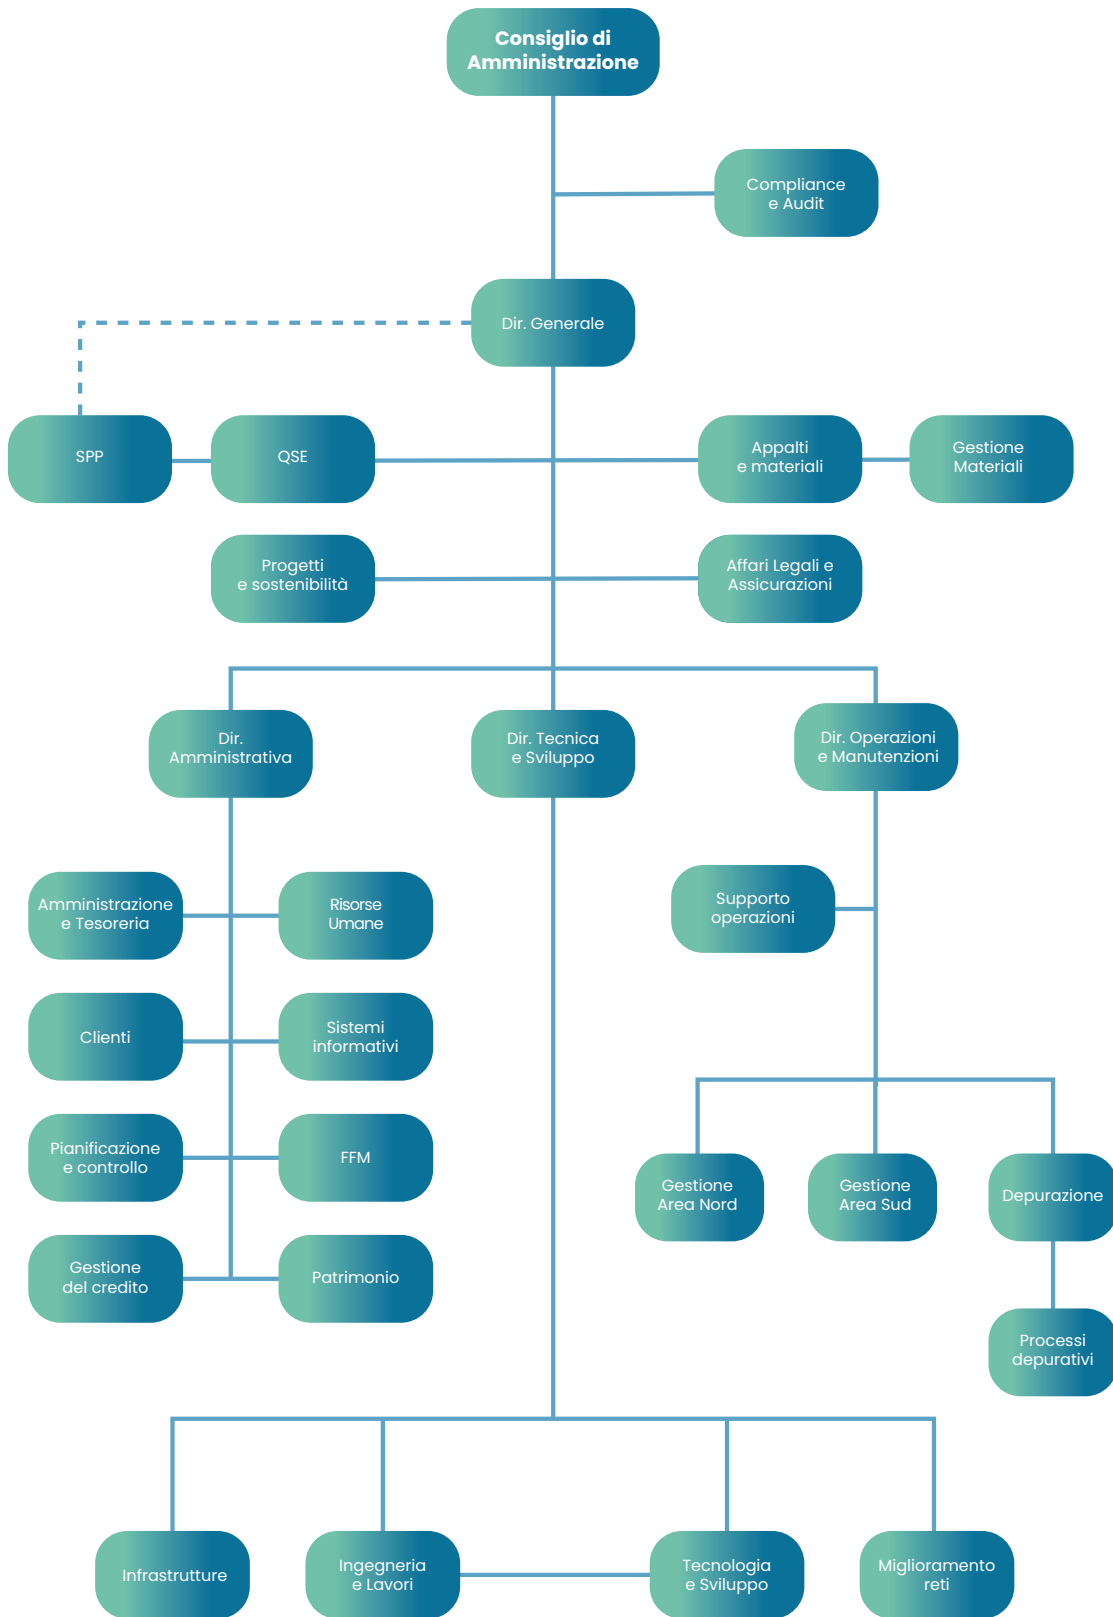 Consiglio di
Amministrazione
Compliance
e Audit
Dir. Generale
SPP
QSE
Appalti
e materiali
Gestione
Materiali
Progetti
e sostenibilità
Affari Legali e
Assicurazioni
Dir.
Amministrativa
Dir. Tecnica
e Sviluppo
Dir. Operazioni
e Manutenzioni
Amministrazione
e Tesoreria
Risorse
Umane
Supporto
operazioni
Clienti
Sistemi
informativi
Pianificazione
e controllo
FFM
Gestione
Area Nord
Gestione
Area Sud
Depurazione
Gestione
del credito
Patrimonio
Processi
depurativi
Infrastrutture
Ingegneria
e Lavori
Tecnologia
e Sviluppo
Miglioramento
reti